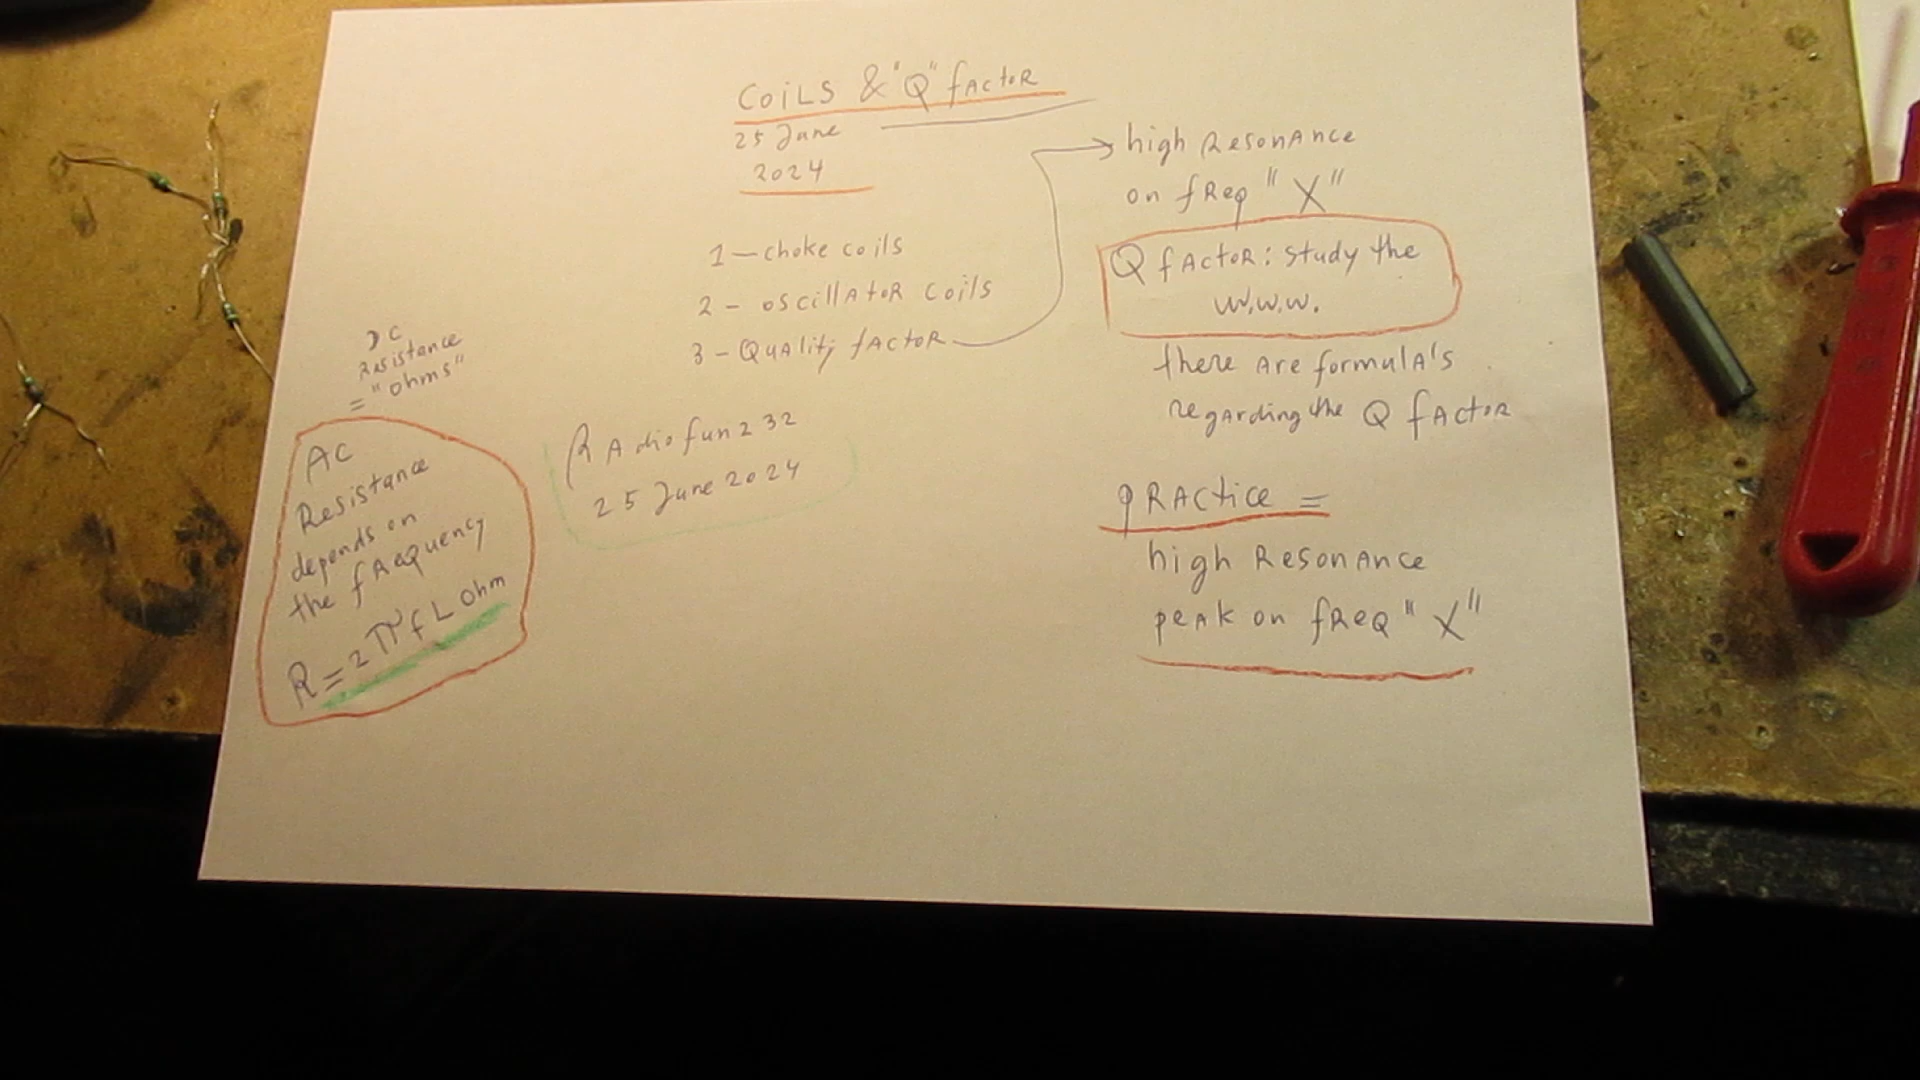 COILS & "Q" fACtOR
25 June
2024
1 - choke coils
2 - oscillAtoR coils
3 - QUAlity fActoR
high ResonAnce
on fReq "X"
Q fActoR: Study the
w.w.w.
there Are formulA's
regArding the Q fActoR
pRActice =
high ResonAnce
peAk on fReq "X"
DC
Resistance
= "ohms"
AC
Resistance
depends on
the fRequency
R = 2 π f L ohm
RAdiofun232
25 June 2024